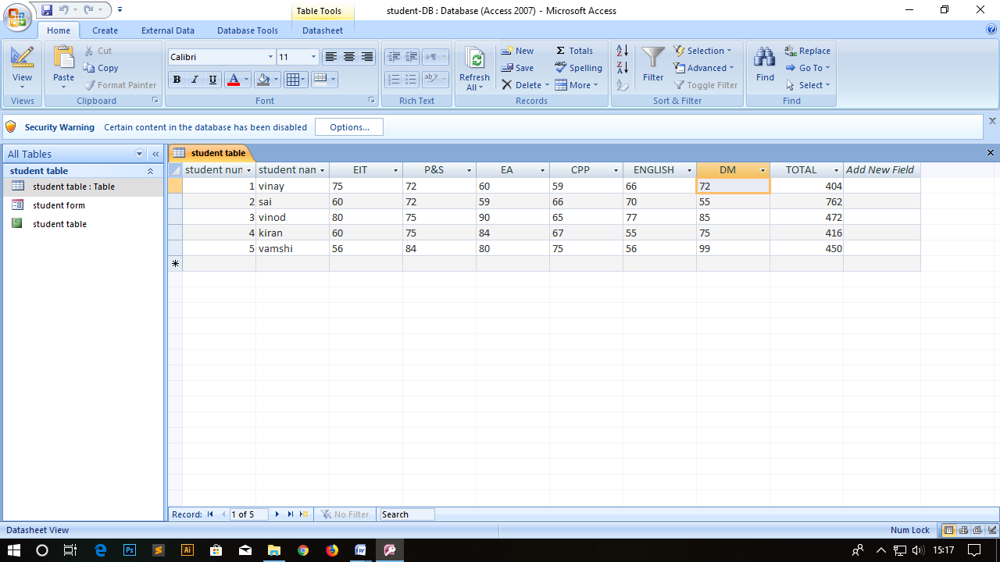 Table Tools student-DB : Database (Access 2007) - Microsoft Access
Home Create External Data Database Tools Datasheet
View Paste Cut Copy Format Painter
Calibri 11
B I U A
Refresh All New Save Delete Totals Spelling More
Filter Selection Advanced Toggle Filter
Find Replace Go To Select
Views Clipboard Font Rich Text Records Sort & Filter Find
Security Warning Certain content in the database has been disabled Options...
All Tables
student table
student table : Table
student form
student table
student table
student nun student nan EIT P&S EA CPP ENGLISH DM TOTAL Add New Field
1 vinay 75 72 60 59 66 72 404
2 sai 60 72 59 66 70 55 762
3 vinod 80 75 90 65 77 85 472
4 kiran 60 75 84 67 55 75 416
5 vamshi 56 84 80 75 56 99 450
Record: 1 of 5 No Filter Search
Datasheet View Num Lock
Ps Ai W 15:17